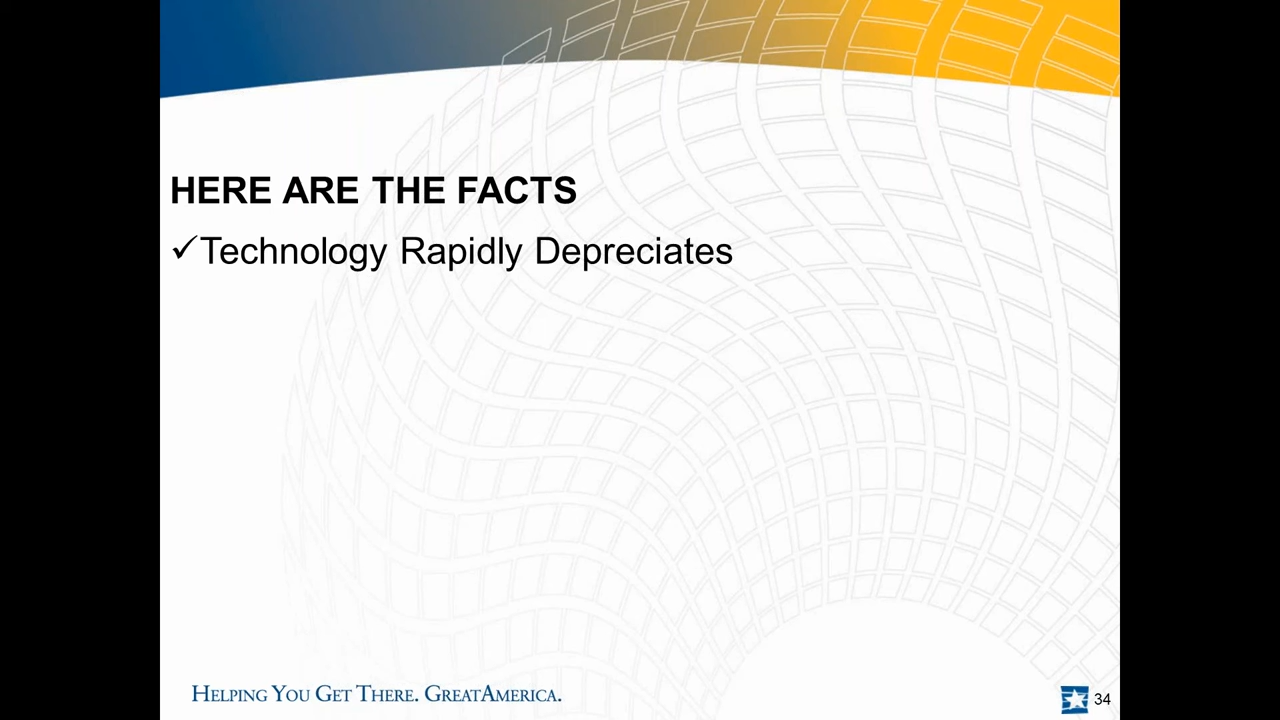 HERE ARE THE FACTS
✓Technology Rapidly Depreciates
HELPING YOU GET THERE. GREATAMERICA.
34